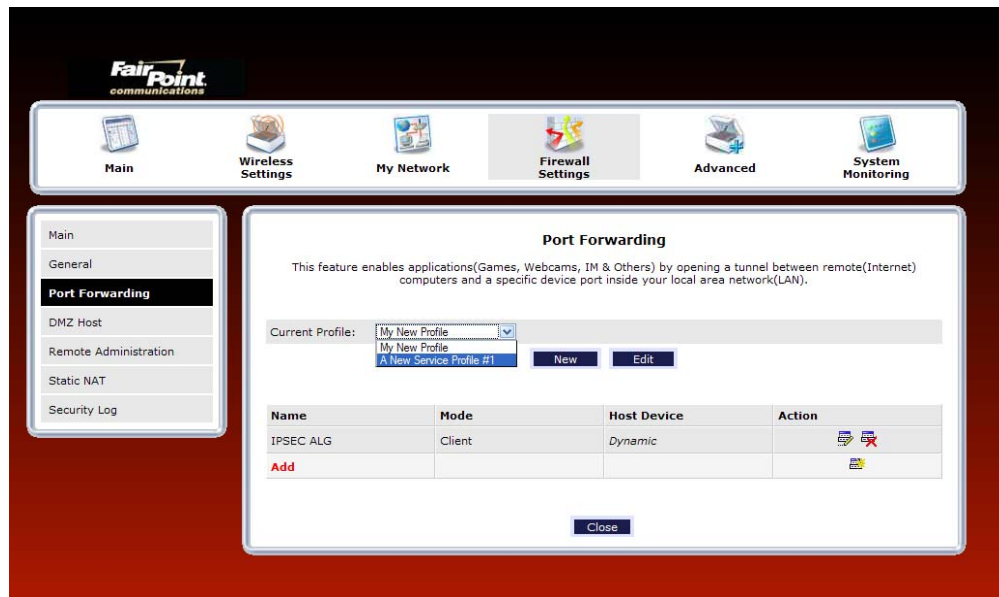 FairPoint.
communications
Main
Wireless
Settings
My Network
Firewall
Settings
Advanced
System
Monitoring
Main
General
Port Forwarding
DMZ Host
Remote Administration
Static NAT
Security Log
Port Forwarding
This feature enables applications(Games, Webcams, IM & Others) by opening a tunnel between remote(Internet)
computers and a specific device port inside your local area network(LAN).
Current Profile: My New Profile
My New Profile
A New Service Profile #1
New Edit
Name Mode Host Device Action
IPSEC ALG Client Dynamic
Add
Close